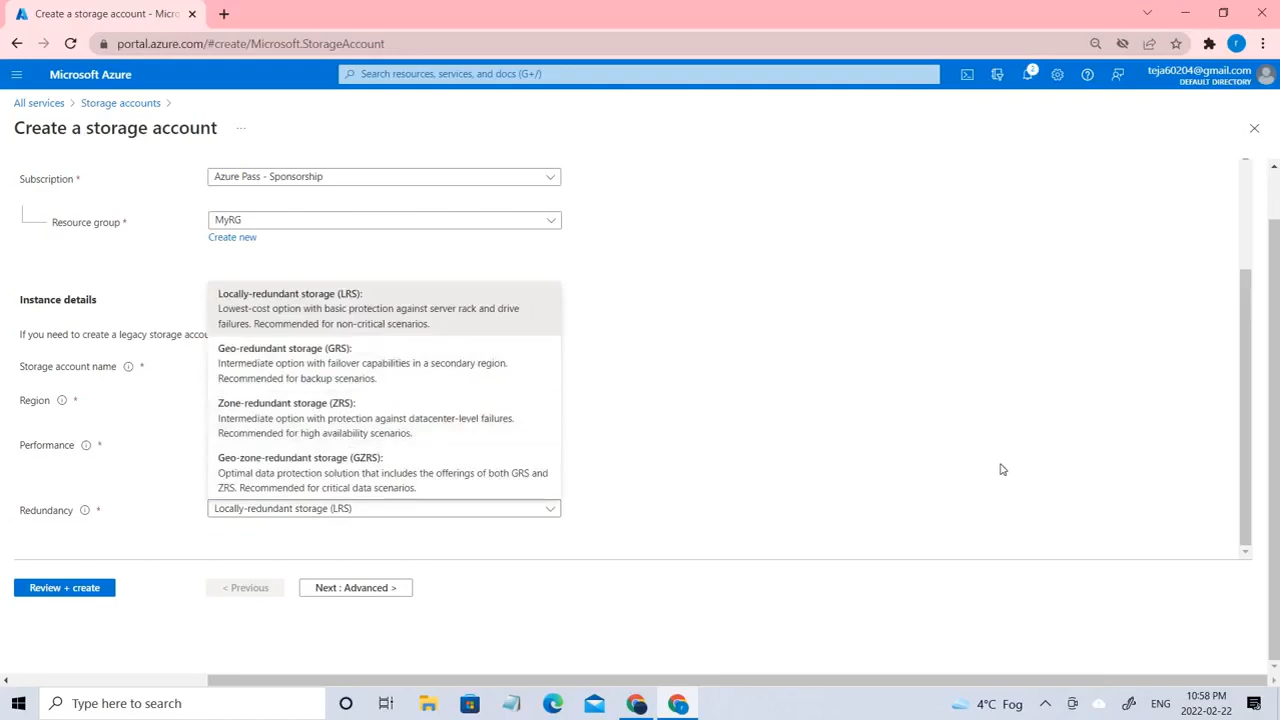 Create a storage account - Micro
portal.azure.com/#create/Microsoft.StorageAccount
Microsoft Azure
Search resources, services, and docs (G+/)
2
teja60204@gmail.com
DEFAULT DIRECTORY
All services > Storage accounts >
Create a storage account ...
Subscription *
Azure Pass - Sponsorship
Resource group *
MyRG
Create new
Instance details
If you need to create a legacy storage accou
Storage account name *
Region *
Performance *
Locally-redundant storage (LRS):
Lowest-cost option with basic protection against server rack and drive
failures. Recommended for non-critical scenarios.
Geo-redundant storage (GRS):
Intermediate option with failover capabilities in a secondary region.
Recommended for backup scenarios.
Zone-redundant storage (ZRS):
Intermediate option with protection against datacenter-level failures.
Recommended for high availability scenarios.
Geo-zone-redundant storage (GZRS):
Optimal data protection solution that includes the offerings of both GRS and
ZRS. Recommended for critical data scenarios.
Redundancy *
Locally-redundant storage (LRS)
Review + create
< Previous
Next : Advanced >
Type here to search
4°C Fog
ENG
10:58 PM
2022-02-22